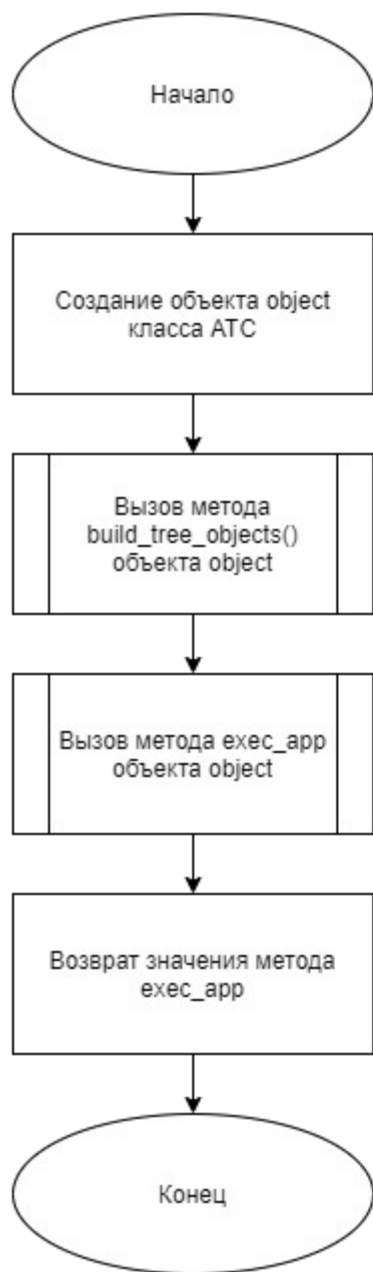 Начало
Создание объекта object
класса АТС
Вызов метода
build_tree_objects()
объекта object
Вызов метода exec_app
объекта object
Возврат значения метода
exec_app
Конец